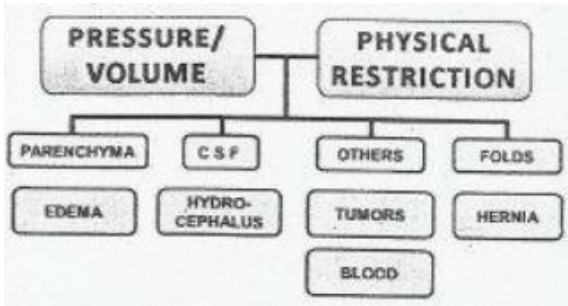 PRESSURE/
VOLUME
PHYSICAL
RESTRICTION
PARENCHYMA
C S F
OTHERS
FOLDS
EDEMA
HYDRO-
CEPHALUS
TUMORS
HERNIA
BLOOD